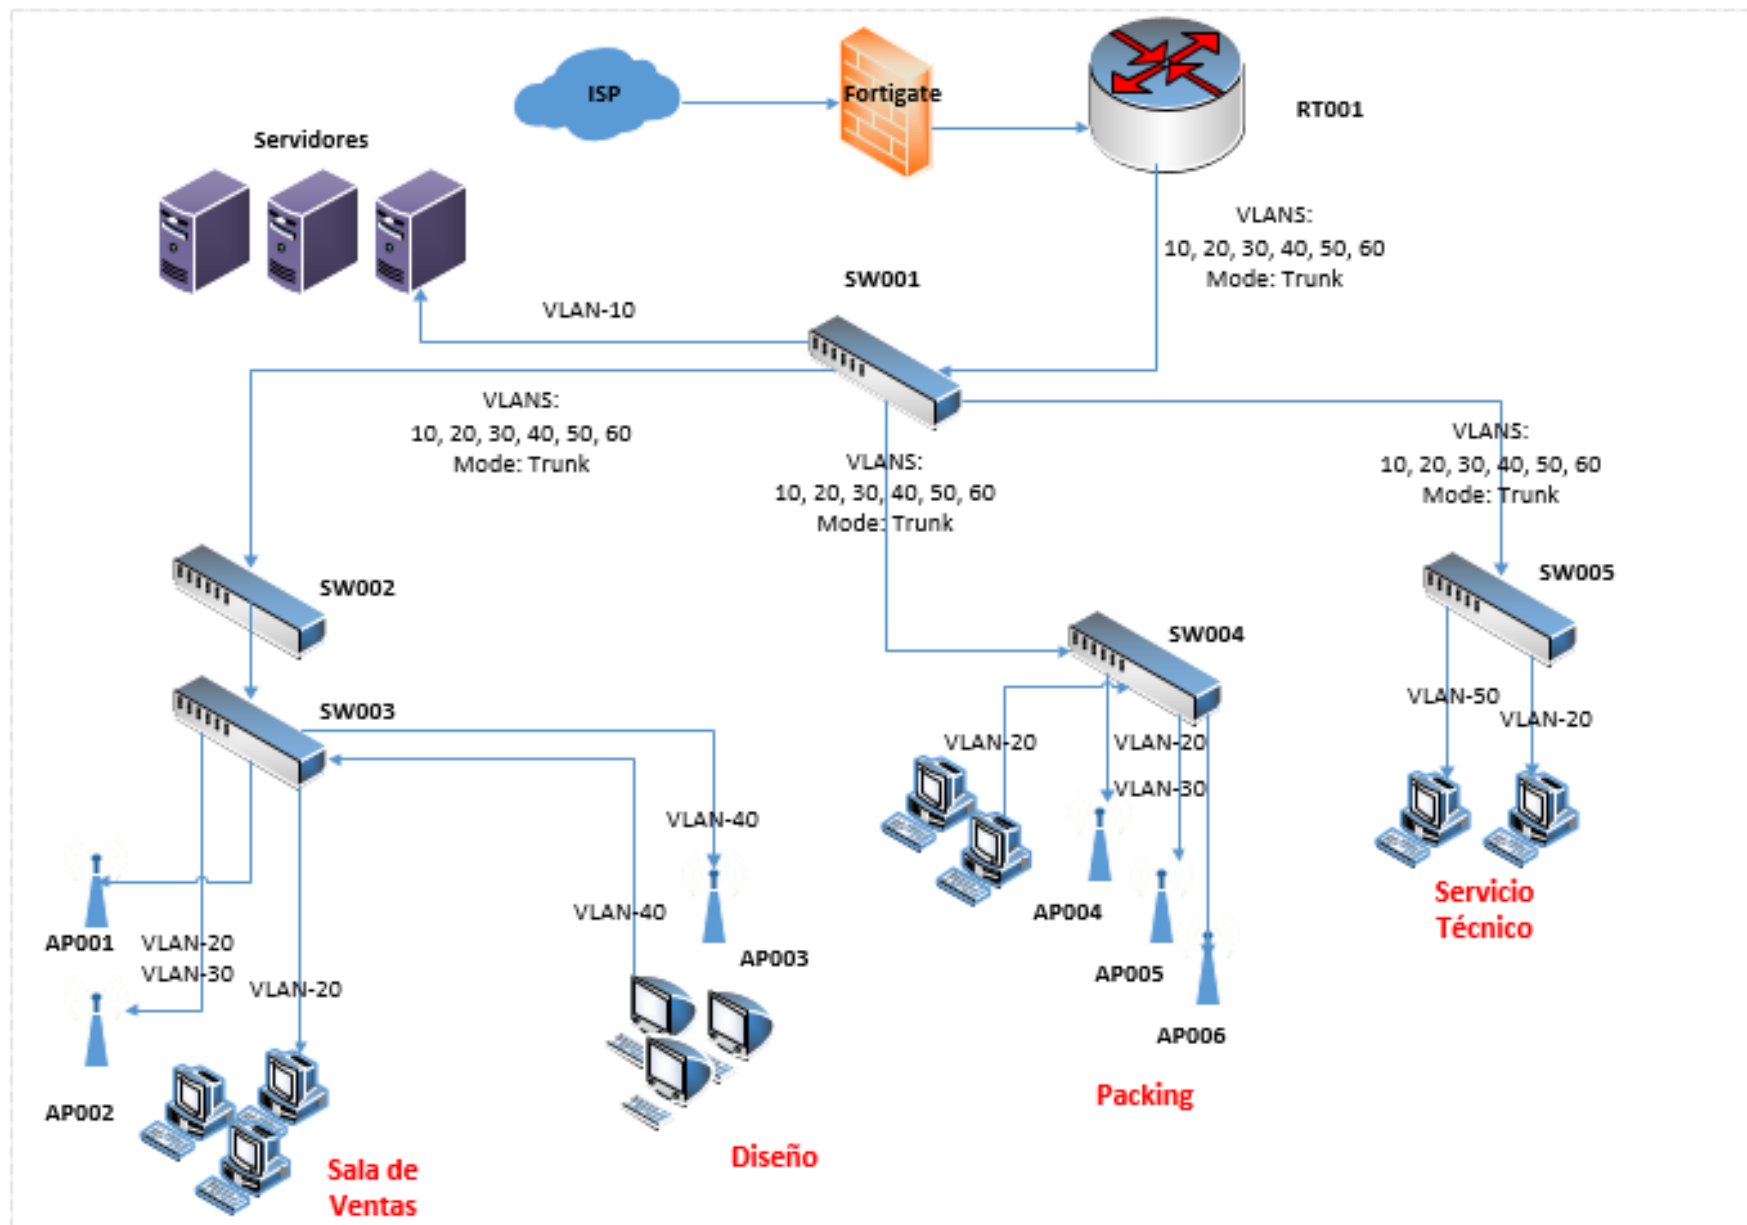 ISP
Fortigate
RT001
Servidores
VLANS:
10, 20, 30, 40, 50, 60
Mode: Trunk
SW001
VLAN-10
VLANS:
10, 20, 30, 40, 50, 60
Mode: Trunk
VLANS:
10, 20, 30, 40, 50, 60
Mode: Trunk
VLANS:
10, 20, 30, 40, 50, 60
Mode: Trunk
SW002
SW005
SW004
SW003
VLAN-50
VLAN-20
VLAN-20
VLAN-20
VLAN-30
VLAN-40
Servicio
Técnico
AP004
VLAN-40
AP001
VLAN-20
VLAN-30
AP003
AP005
VLAN-20
AP006
AP002
Packing
Diseño
Sala de
Ventas